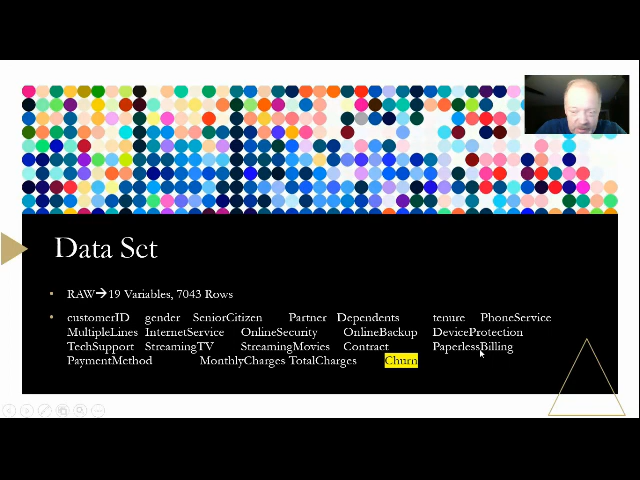 Data Set
RAW→19 Variables, 7043 Rows
customerID gender SeniorCitizen Partner Dependents tenure PhoneService
MultipleLines InternetService OnlineSecurity OnlineBackup DeviceProtection
TechSupport StreamingTV StreamingMovies Contract PaperlessBilling
PaymentMethod MonthlyCharges TotalCharges Churn